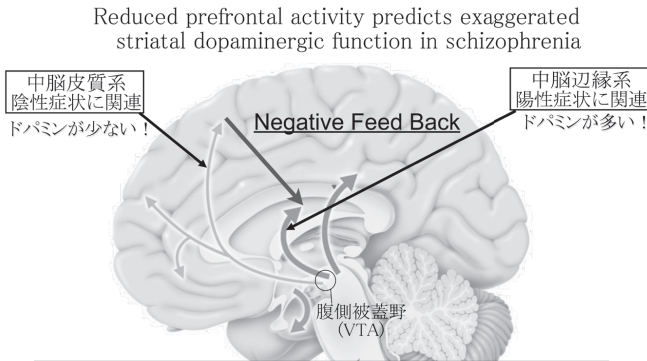 Reduced prefrontal activity predicts exaggerated
striatal dopaminergic function in schizophrenia
中脳皮質系
陰性症状に関連
ドパミンが少ない！
中脳辺縁系
陽性症状に関連
ドパミンが多い！
Negative Feed Back
腹側被蓋野
(VTA)